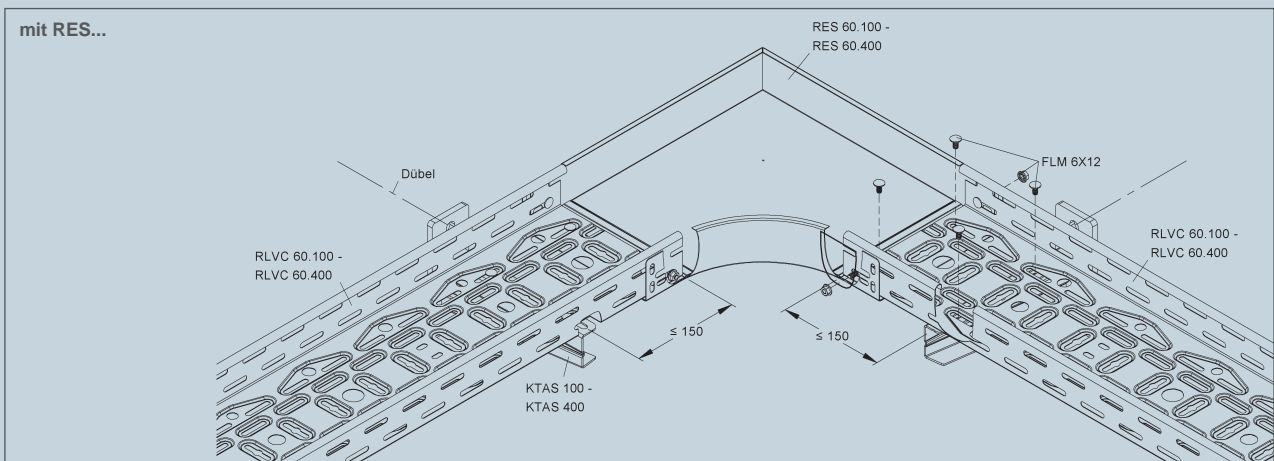 mit RES...
RES 60.100 -
RES 60.400
Dübel
FLM 6X12
RLVC 60.100 -
RLVC 60.400
RLVC 60.100 -
RLVC 60.400
≤ 150
≤ 150
KTAS 100 -
KTAS 400